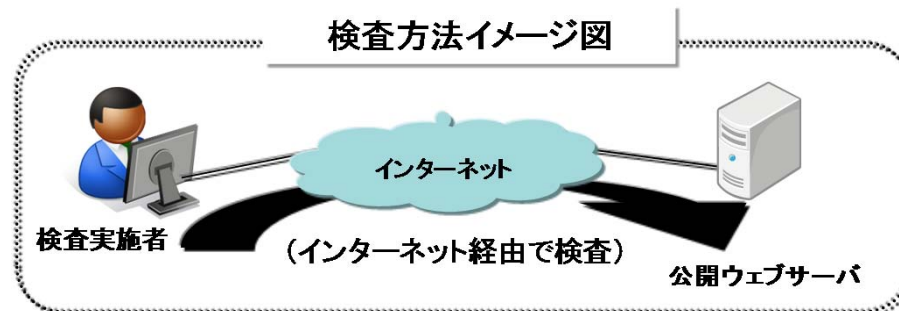 検査方法イメージ図
インターネット
検査実施者
（インターネット経由で検査）
公開ウェブサーバ